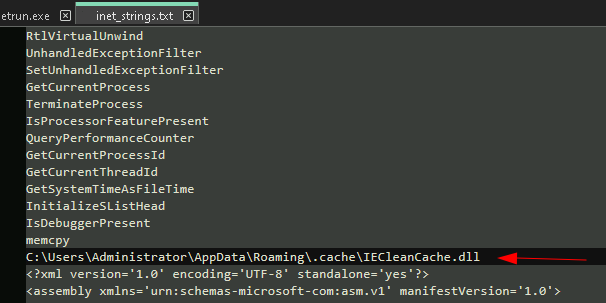 etrun.exe inet_strings.txt
RtlVirtualUnwind
UnhandledExceptionFilter
SetUnhandledExceptionFilter
GetCurrentProcess
TerminateProcess
IsProcessorFeaturePresent
QueryPerformanceCounter
GetCurrentProcessId
GetCurrentThreadId
GetSystemTimeAsFileTime
InitializeSListHead
IsDebuggerPresent
memcpy
C:\Users\Administrator\AppData\Roaming\.cache\IECleanCache.dll
<?xml version='1.0' encoding='UTF-8' standalone='yes'?>
<assembly xmlns='urn:schemas-microsoft-com:asm.v1' manifestVersion='1.0'>